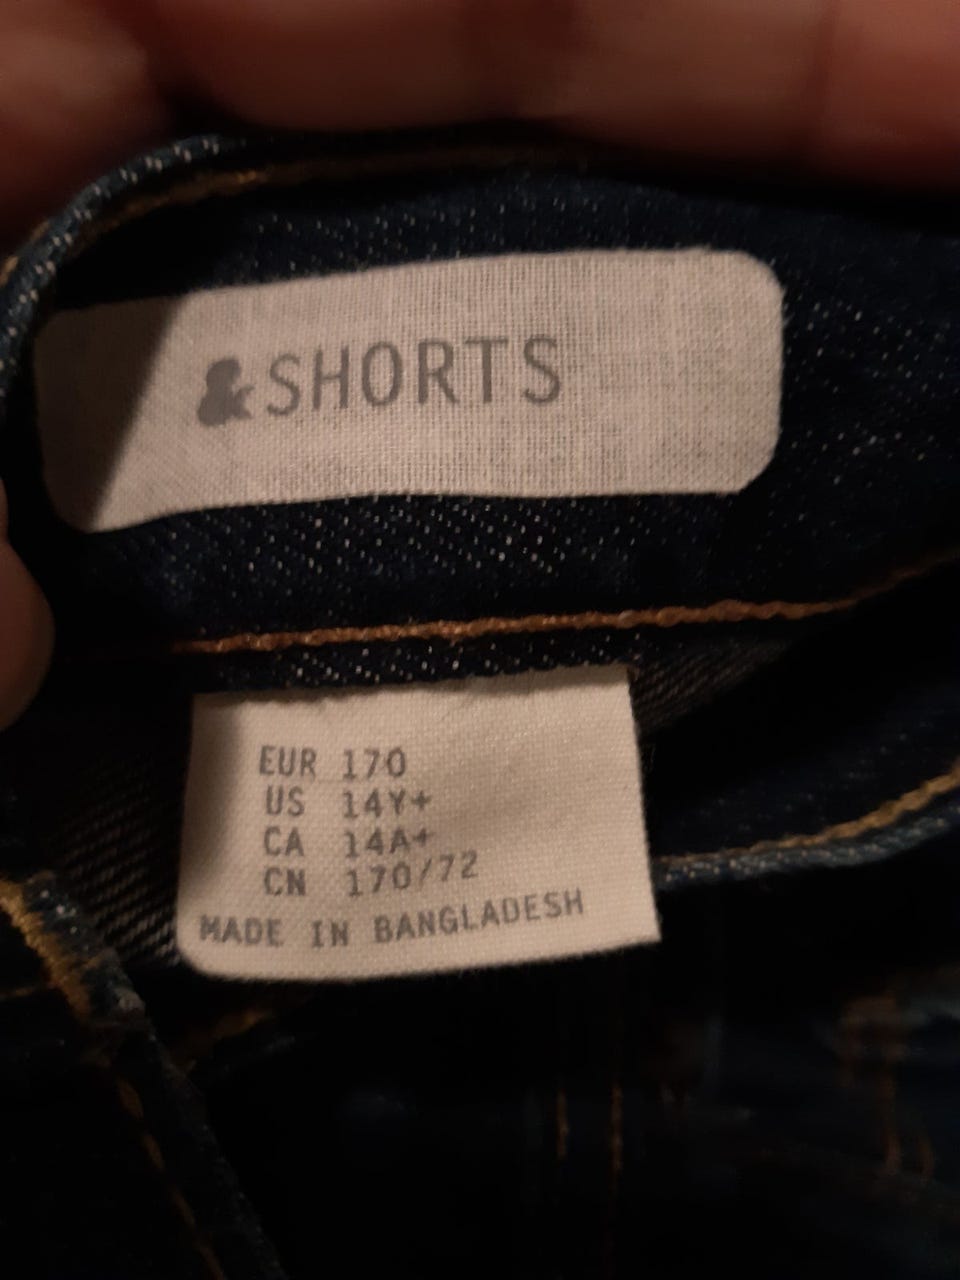 &SHORTS
EUR 170
US 14Y+
CA 14A+
CN 170/72
MADE IN BANGLADESH